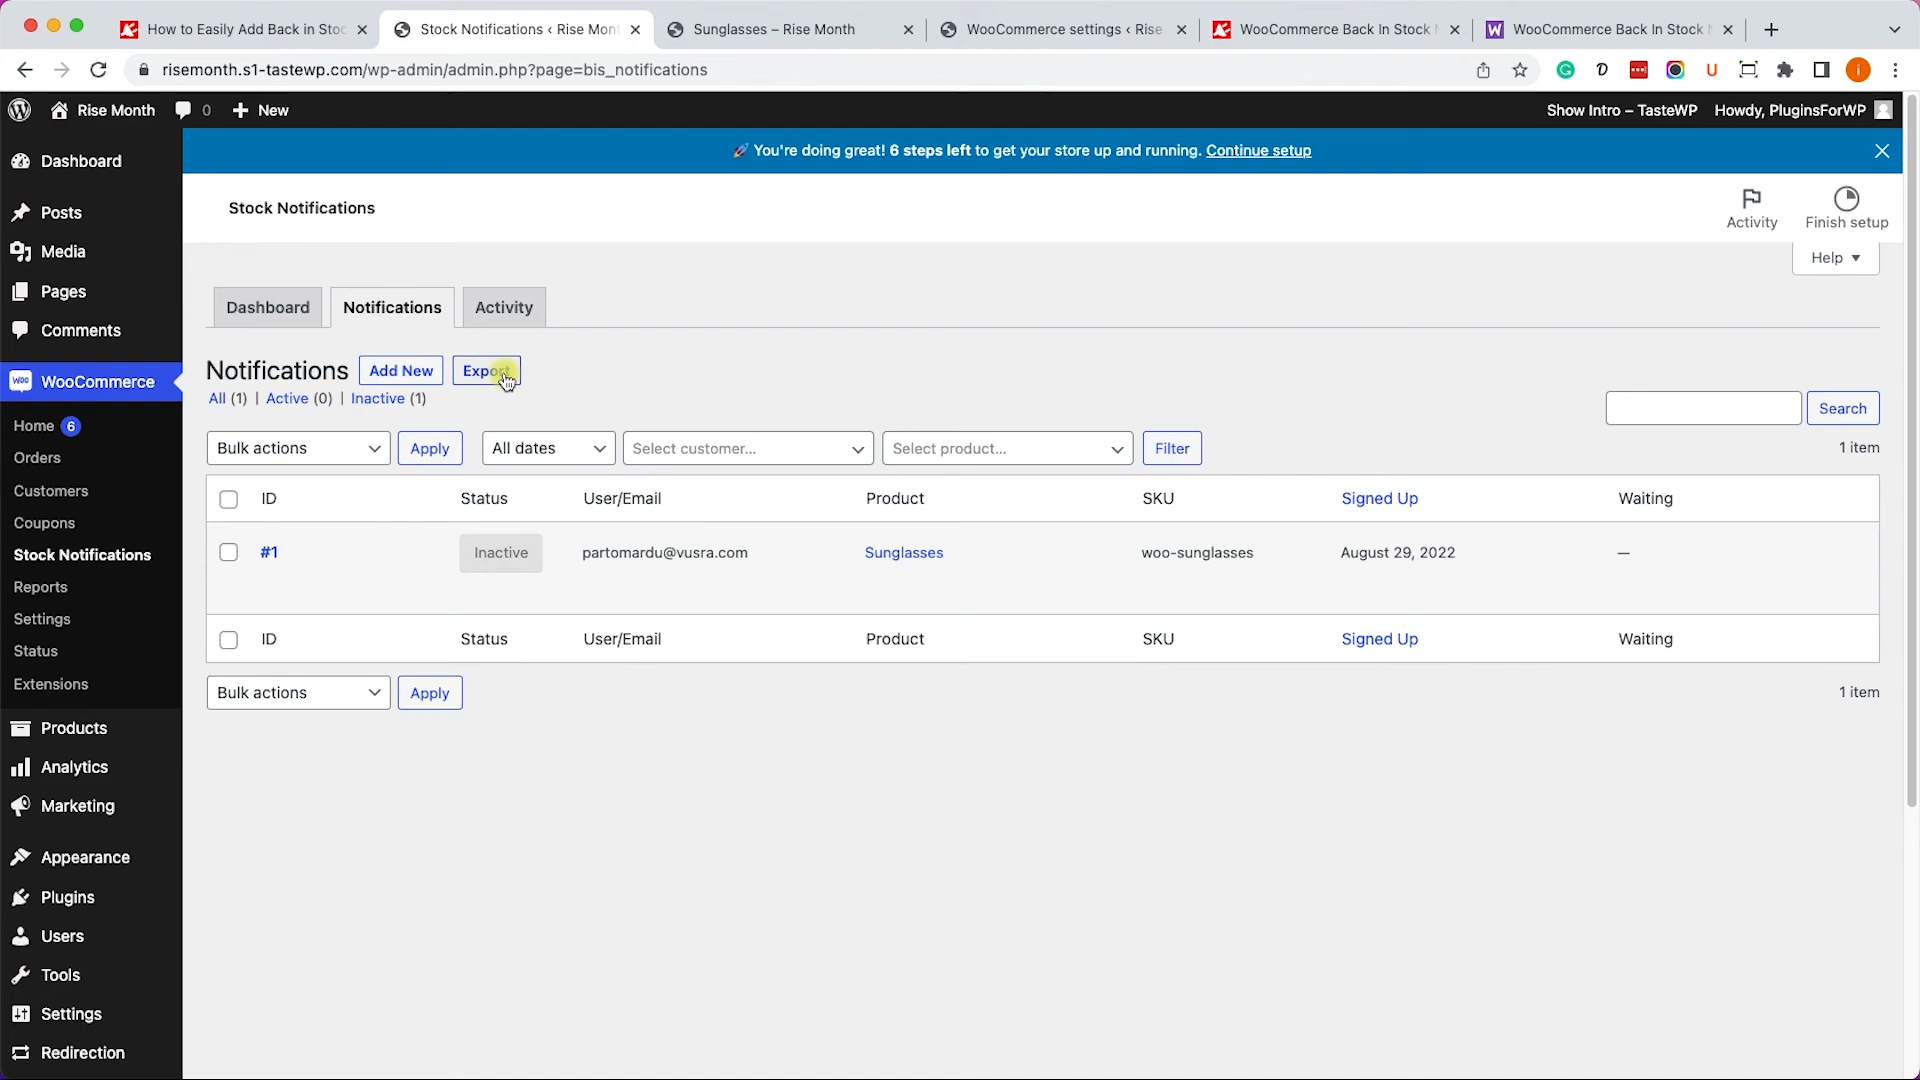 How to Easily Add Back in Stoc
Stock Notifications ‹ Rise Mont
Sunglasses – Rise Month
WooCommerce settings ‹ Rise
WooCommerce Back In Stock
WooCommerce Back In Stock
risemonth.s1-tastewp.com/wp-admin/admin.php?page=bis_notifications
Rise Month
0
New
Show Intro – TasteWP
Howdy, PluginsForWP
🚀 You're doing great! 6 steps left to get your store up and running. Continue setup
Dashboard
Posts
Media
Pages
Comments
WooCommerce
Home 6
Orders
Customers
Coupons
Stock Notifications
Reports
Settings
Status
Extensions
Products
Analytics
Marketing
Appearance
Plugins
Users
Tools
Settings
Redirection
Stock Notifications
Activity
Finish setup
Help
Dashboard
Notifications
Activity
Notifications
Add New
Export
All (1) | Active (0) | Inactive (1)
Search
Bulk actions
Apply
All dates
Select customer...
Select product...
Filter
1 item
ID Status User/Email Product SKU Signed Up Waiting
#1 Inactive partomardu@vusra.com Sunglasses woo-sunglasses August 29, 2022 —
ID Status User/Email Product SKU Signed Up Waiting
Bulk actions
Apply
1 item